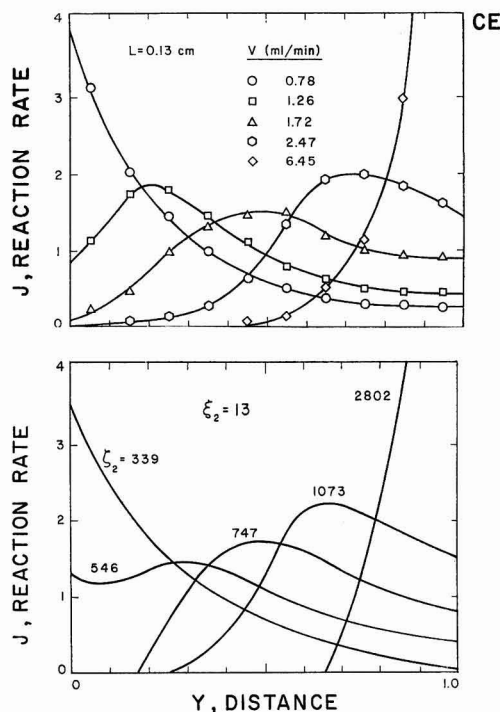 CE
4
3
2
1
0
J, REACTION RATE
L=0.13 cm
V (ml/min)
0.78
1.26
1.72
2.47
6.45
4
3
2
1
0
J, REACTION RATE
ξ2=13
2802
ζ2=339
1073
747
546
0
1.0
Y, DISTANCE